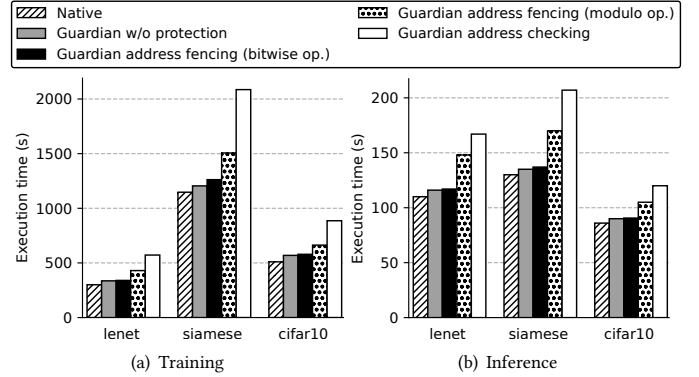 Native
Guardian w/o protection
Guardian address fencing (bitwise op.)
Guardian address fencing (modulo op.)
Guardian address checking
Execution time (s)
2000
1500
1000
500
0
lenet
siamese
cifar10
(a) Training
Execution time (s)
200
150
100
50
0
lenet
siamese
cifar10
(b) Inference